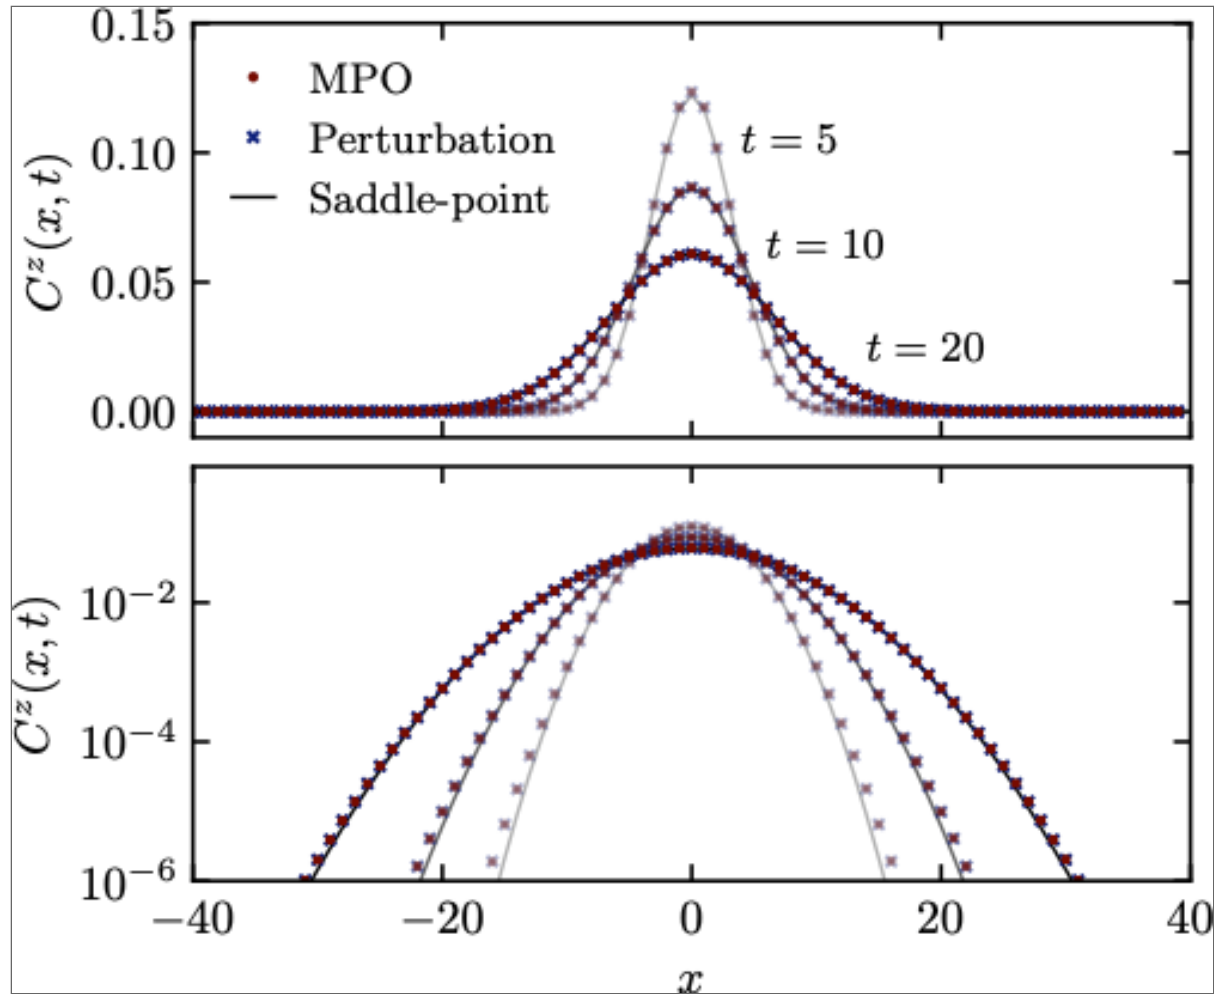 0.15
MPO
Perturbation
Saddle-point
0.10
0.05
0.00
C^z(x, t)
t = 5
t = 10
t = 20
10^{-2}
10^{-4}
10^{-6}
C^z(x, t)
−40 −20 0 20 40
x